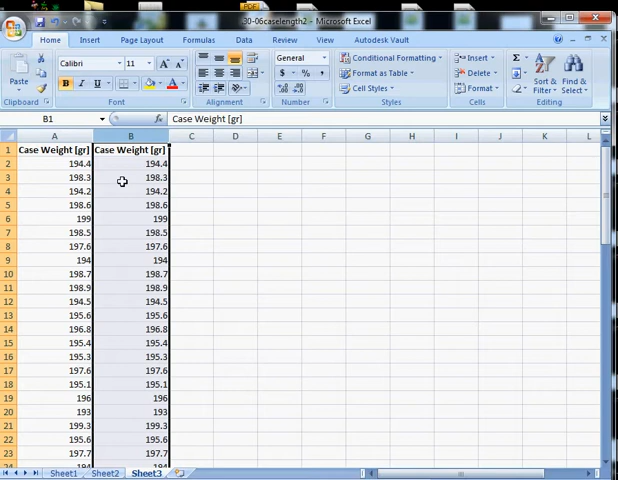 :30-06caselength2 - Microsoft Excel
Home Insert Page Layout Formulas Data Review View Autodesk Vault
Calibri 11 General Conditional Formatting Insert Σ
Paste B I U A $ % , Format as Table Delete Sort & Filter Find & Select
Cell Styles Format
Clipboard Font Alignment Number Styles Cells Editing
B1 fx Case Weight [gr]
A B C D E F G H I J K L
1 Case Weight [gr] Case Weight [gr]
2 194.4 194.4
3 198.3 198.3
4 194.2 194.2
5 198.6 198.6
6 199 199
7 198.5 198.5
8 197.6 197.6
9 194 194
10 198.7 198.7
11 198.9 198.9
12 194.5 194.5
13 195.6 195.6
14 196.8 196.8
15 195.4 195.4
16 195.3 195.3
17 197.6 197.6
18 195.1 195.1
19 196 196
20 193 193
21 199.3 199.3
22 195.6 195.6
23 197.7 197.7
24 194 194
Sheet1 Sheet2 Sheet3